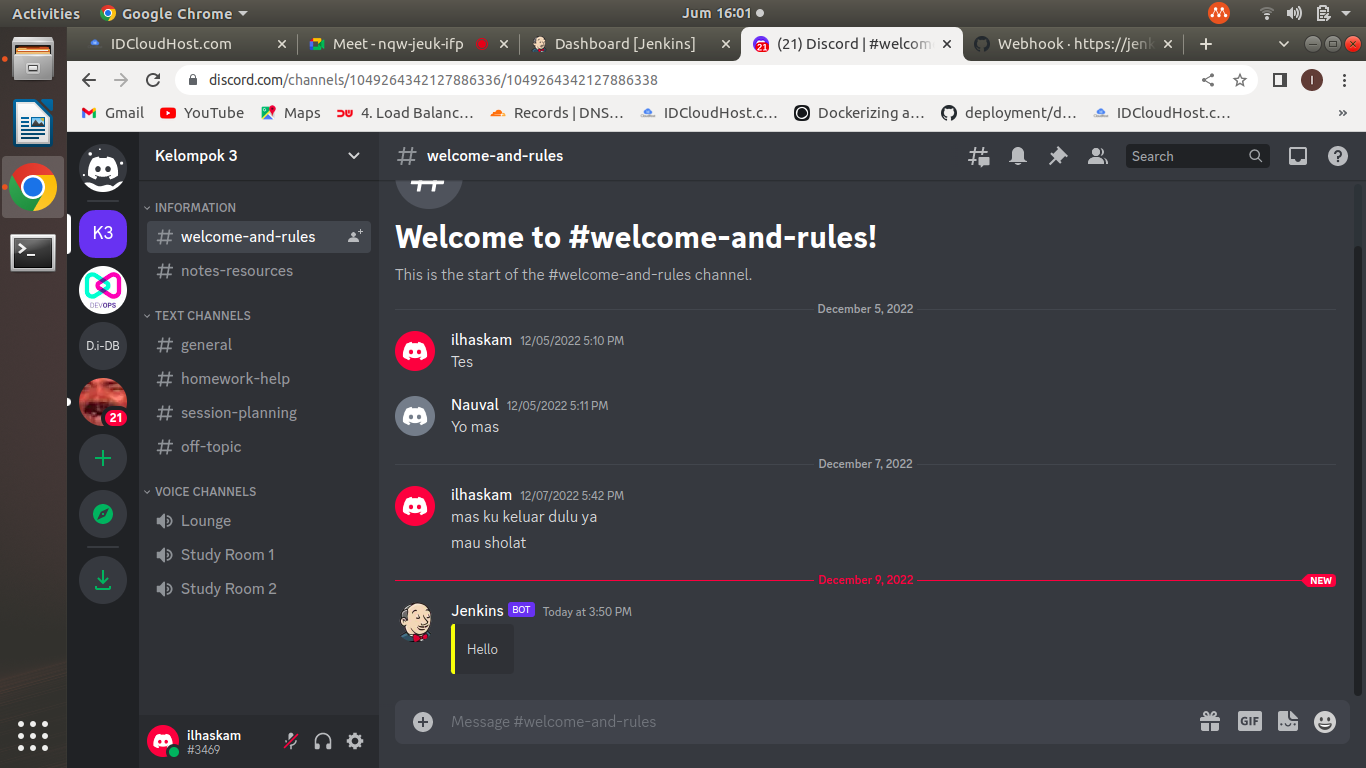 Activities Google Chrome Jum 16:01
IDCloudHost.com Meet - nqw-jeuk-ifp Dashboard [Jenkins] (21) Discord | #welcom Webhook · https://jenk
discord.com/channels/1049264342127886336/1049264342127886338 I
Gmail YouTube Maps 4. Load Balanc... Records | DNS... IDCloudHost.c... Dockerizing a... deployment/d... IDCloudHost.c... »
Kelompok 3
welcome-and-rules
Search
INFORMATION
welcome-and-rules
notes-resources
TEXT CHANNELS
general
homework-help
session-planning
off-topic
VOICE CHANNELS
Lounge
Study Room 1
Study Room 2
K3
DEVOPS
D.i-DB
21
ilhaskam
#3469
Welcome to #welcome-and-rules!
This is the start of the #welcome-and-rules channel.
December 5, 2022
ilhaskam 12/05/2022 5:10 PM
Tes
Nauval 12/05/2022 5:11 PM
Yo mas
December 7, 2022
ilhaskam 12/07/2022 5:42 PM
mas ku keluar dulu ya
mau sholat
December 9, 2022 NEW
Jenkins BOT Today at 3:50 PM
Hello
Message #welcome-and-rules
GIF